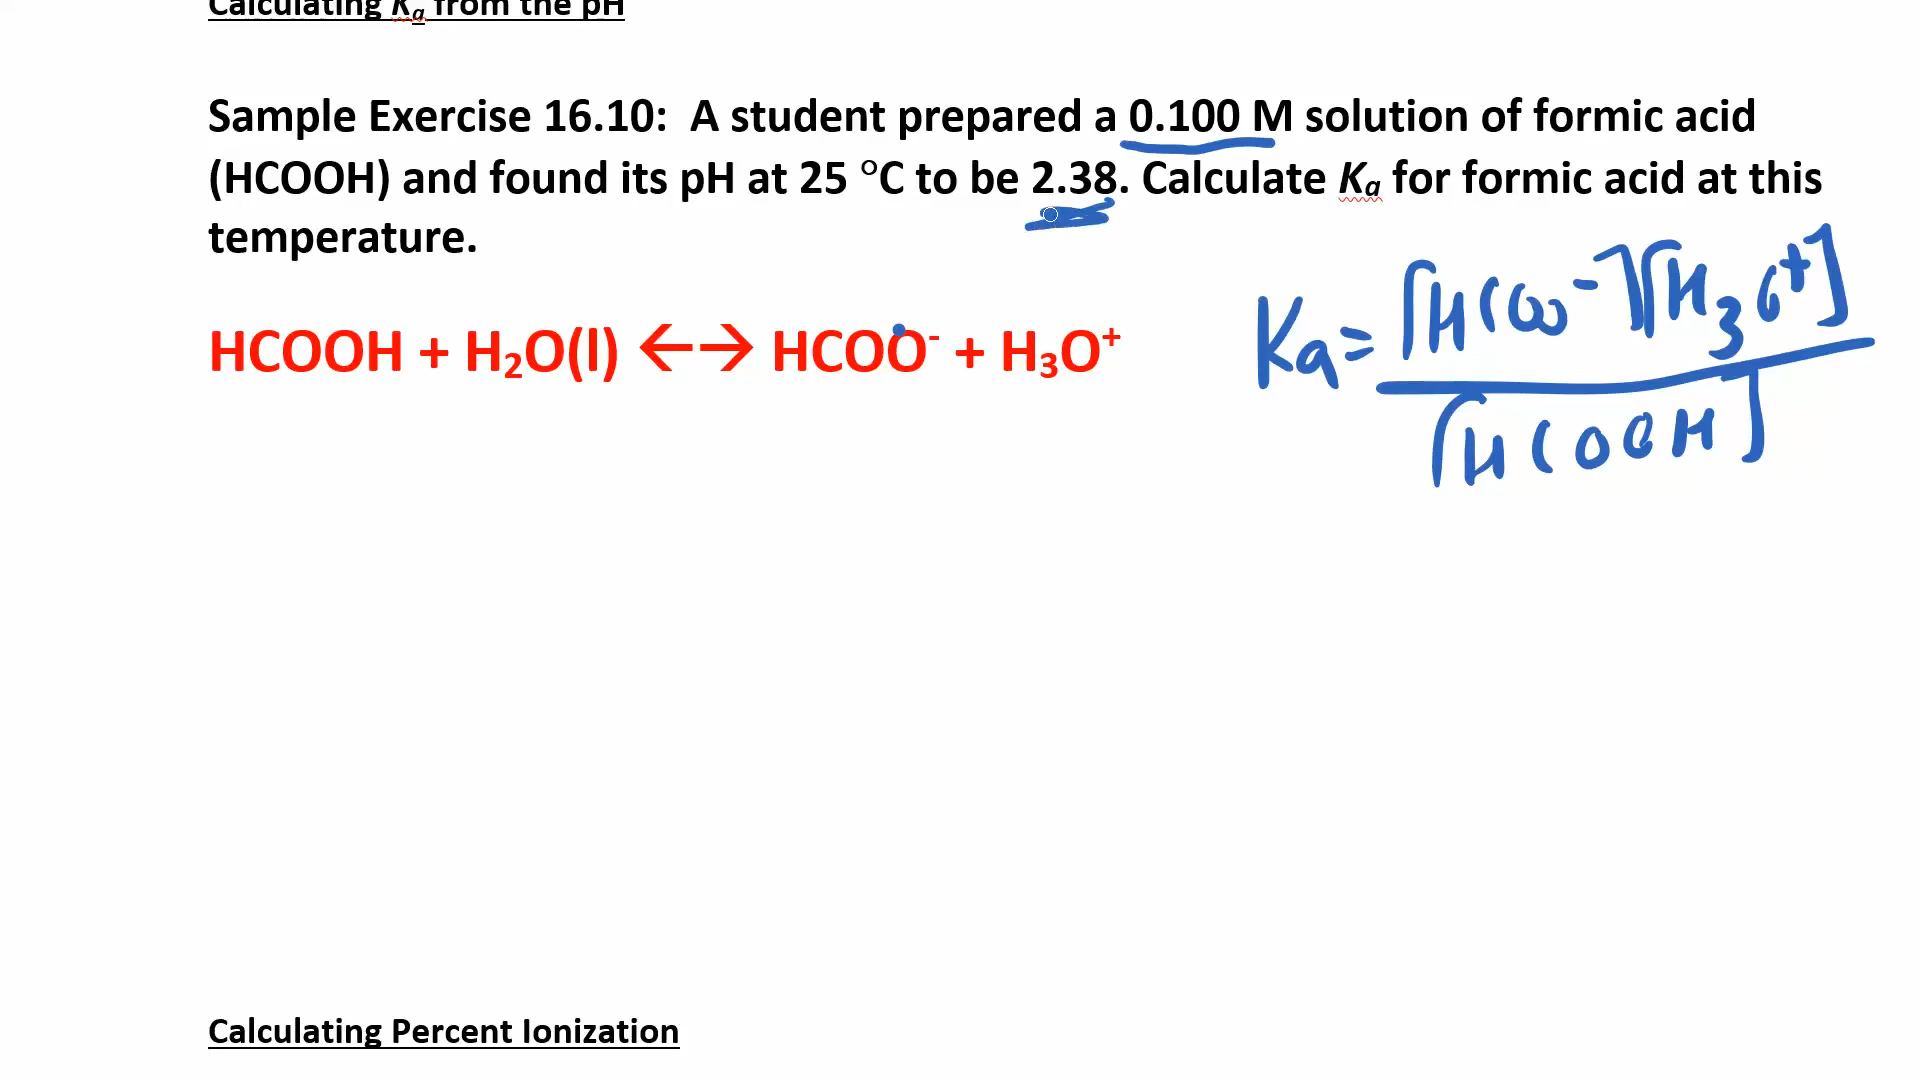 Calculating Ka from the pH
Sample Exercise 16.10: A student prepared a 0.100 M solution of formic acid
(HCOOH) and found its pH at 25 °C to be 2.38. Calculate Ka for formic acid at this
temperature.
HCOOH + H₂O(l) ←→ HCOO⁻ + H₃O⁺
Ka = [HCOO⁻][H₃O⁺]
[HCOOH]
Calculating Percent Ionization